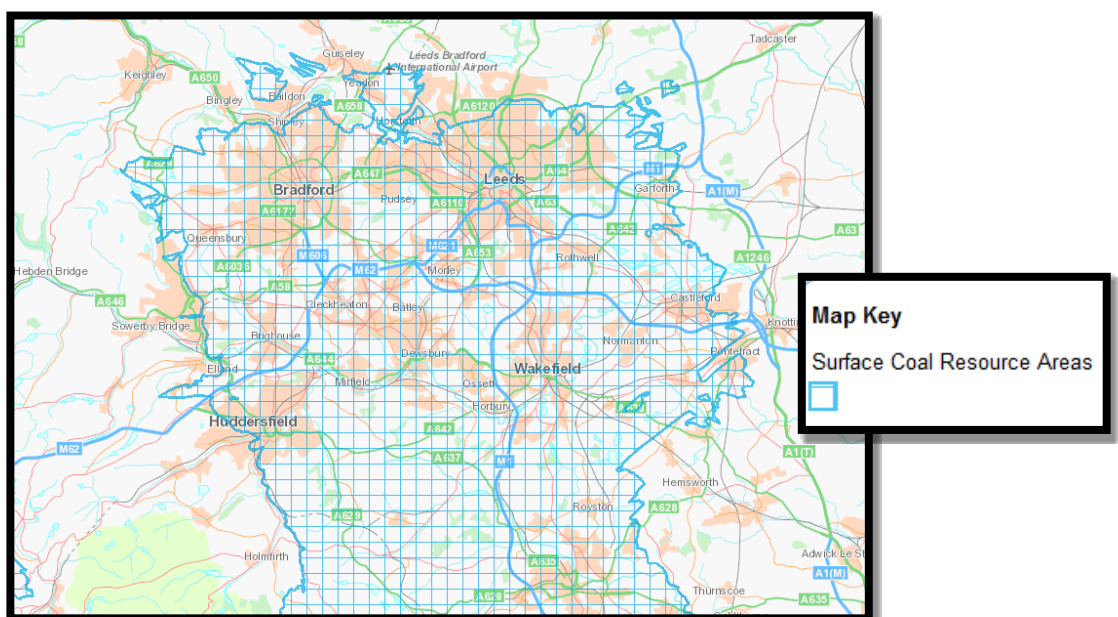 Tadcaster
Guiseley
Leeds Bradford
International Airport
Keighley
A650
Yeadon
Bingley
Baildon
A658
A6120
Shipley
Horsforth
A629
A64
M1
A647
Leeds
Garforth
Bradford
A1(M)
Pudsey
A6110
A63
A6177
A642
A63
Queensbury
M621
A653
M606
Rothwell
A1246
A6036
M62
Morley
Hebden Bridge
A58
A646
Cleckheaton
Batley
Castleford
Sowerby Bridge
Brighouse
Knotti
Normanton
Dewsbury
Pontefract
A644
Elland
Wakefield
Mirfield
Ossett
Horbury
Huddersfield
A642
M62
A637
M1
A1(T)
Hemsworth
Royston
A628
A629
Holmfirth
Adwick Le St
A635
A1(M)
Thurnscoe
A628
A635
Map Key
Surface Coal Resource Areas